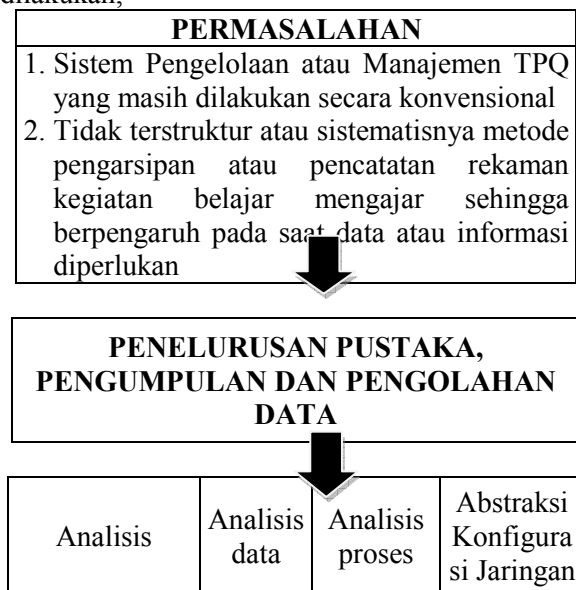 dilakukan;
PERMASALAHAN
1. Sistem Pengelolaan atau Manajemen TPQ
yang masih dilakukan secara konvensional
2. Tidak terstruktur atau sistematisnya metode
pengarsipan atau pencatatan rekaman
kegiatan belajar mengajar sehingga
berpengaruh pada saat data atau informasi
diperlukan
PENELURUSAN PUSTAKA,
PENGUMPULAN DAN PENGOLAHAN
DATA
Analisis
Analisis
data
Analisis
proses
Abstraksi
Konfigura
si Jaringan